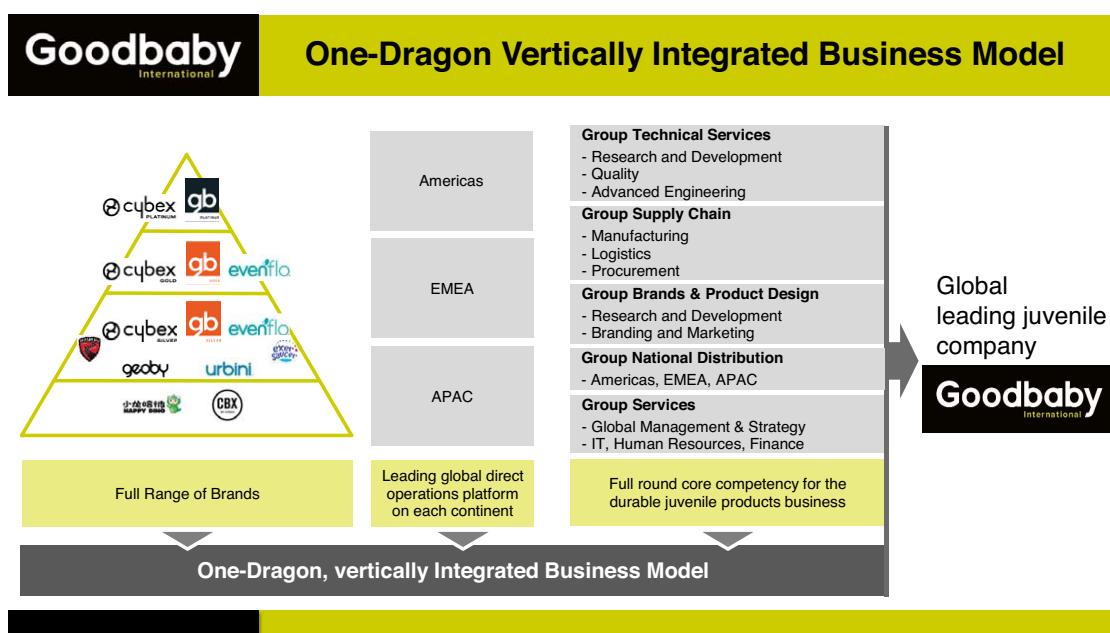 Goodbaby
International
One-Dragon Vertically Integrated Business Model
cybex
PLATINUM
gb
PLATINUM
cybex
GOLD
gb
evenflo
cybex
SILVER
gb
SILVER
evenflo
exer
saucer
geoby
urbini
HAPPY DINO
CBX
Full Range of Brands
Americas
EMEA
APAC
Leading global direct
operations platform
on each continent
Group Technical Services
- Research and Development
- Quality
- Advanced Engineering
Group Supply Chain
- Manufacturing
- Logistics
- Procurement
Group Brands & Product Design
- Research and Development
- Branding and Marketing
Group National Distribution
- Americas, EMEA, APAC
Group Services
- Global Management & Strategy
- IT, Human Resources, Finance
Full round core competency for the
durable juvenile products business
Global
leading juvenile
company
Goodbaby
International
One-Dragon, vertically Integrated Business Model